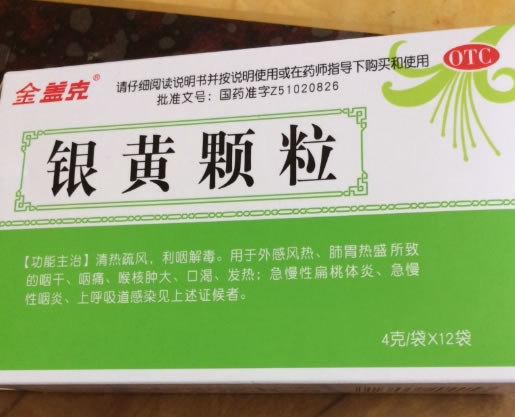 金盖克®
请仔细阅读说明书并按说明使用或在药师指导下购买和使用
批准文号：国药准字Z51020826
OTC
银黄颗粒
【功能主治】清热疏风，利咽解毒。用于外感风热、肺胃热盛所致
的咽干、咽痛、喉核肿大、口渴、发热；急慢性扁桃体炎、急慢
性咽炎、上呼吸道感染见上述证候者。
4克/袋X12袋